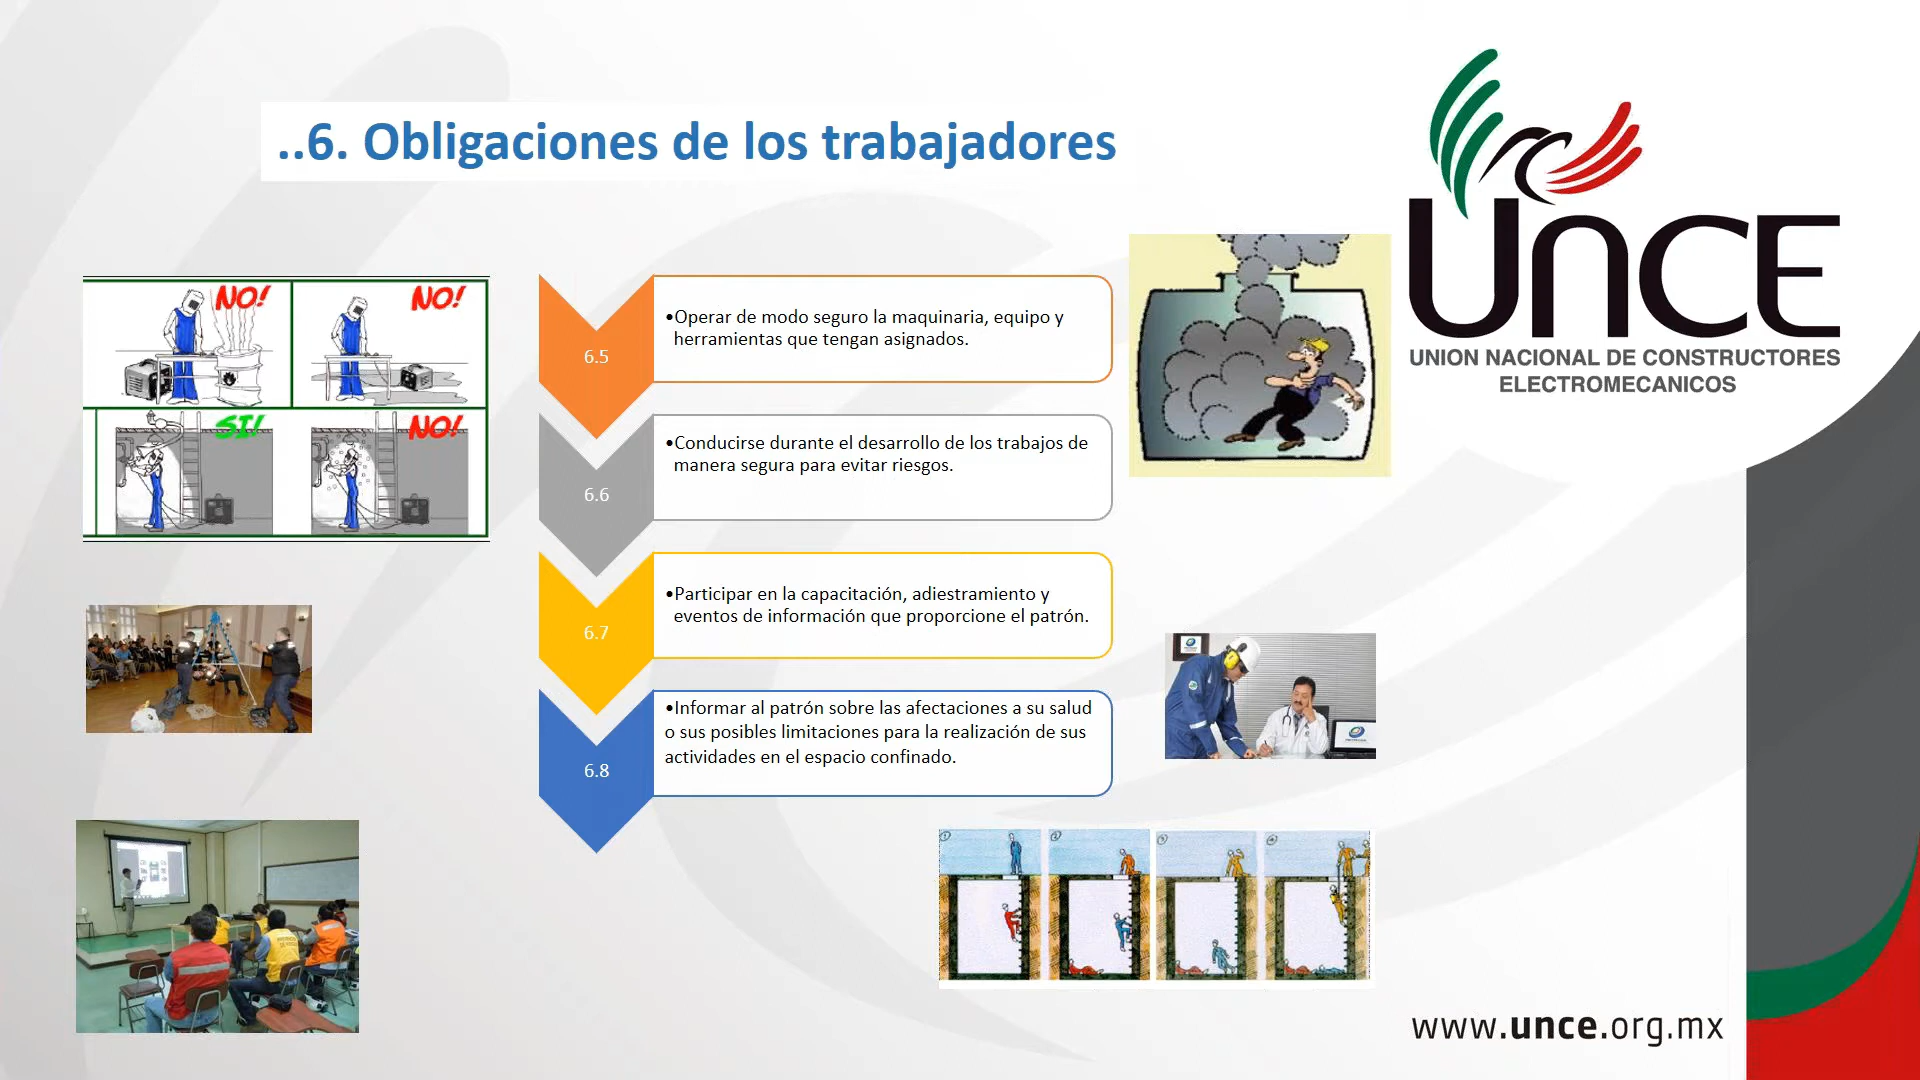 ..6. Obligaciones de los trabajadores
UNCE
UNION NACIONAL DE CONSTRUCTORES
ELECTROMECANICOS
NO!
NO!
SI!
NO!
6.5
•Operar de modo seguro la maquinaria, equipo y
herramientas que tengan asignados.
6.6
•Conducirse durante el desarrollo de los trabajos de
manera segura para evitar riesgos.
6.7
•Participar en la capacitación, adiestramiento y
eventos de información que proporcione el patrón.
6.8
•Informar al patrón sobre las afectaciones a su salud
o sus posibles limitaciones para la realización de sus
actividades en el espacio confinado.
1
2
3
4
www.unce.org.mx